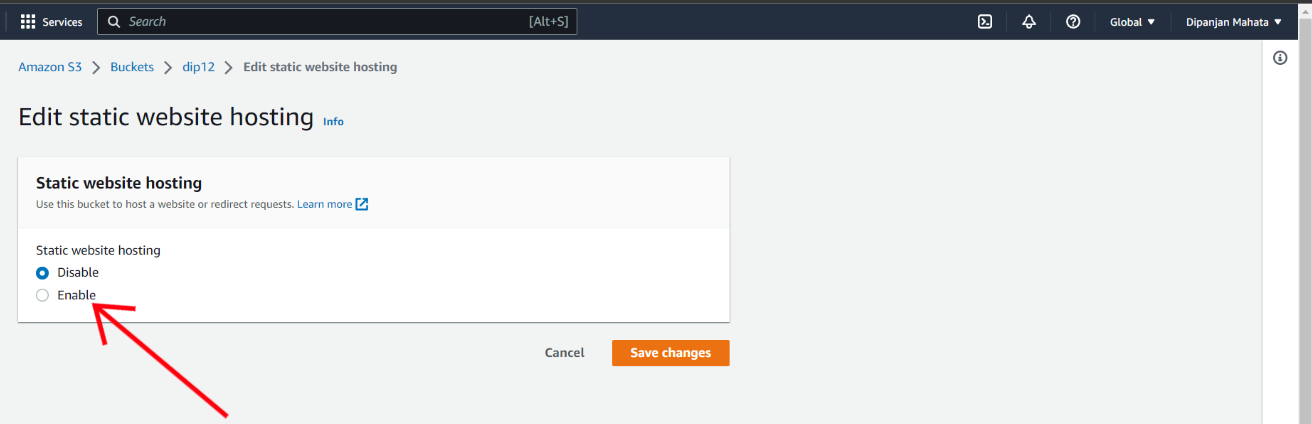 Services Search [Alt+S] Global Dipanjan Mahata
Amazon S3 > Buckets > dip12 > Edit static website hosting
Edit static website hosting Info
Static website hosting
Use this bucket to host a website or redirect requests. Learn more
Static website hosting
Disable
Enable
Cancel Save changes